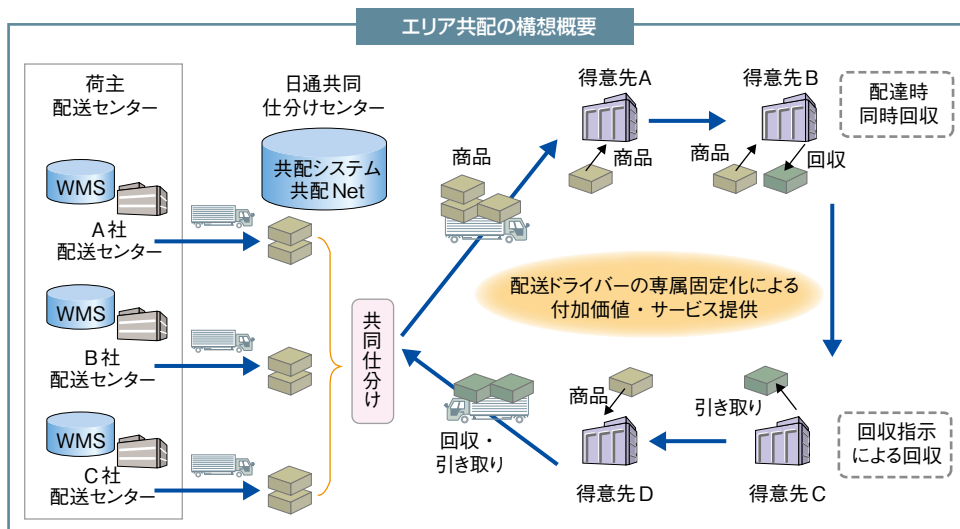 エリア共配の構想概要
荷主
配送センター
WMS
A社
配送センター
WMS
B社
配送センター
WMS
C社
配送センター
日通共同
仕分けセンター
共配システム
共配Net
共同仕分け
商品
得意先A
商品
得意先B
商品
回収
配達時
同時回収
配送ドライバーの専属固定化による
付加価値・サービス提供
回収・
引き取り
商品
得意先D
引き取り
得意先C
回収指示
による回収